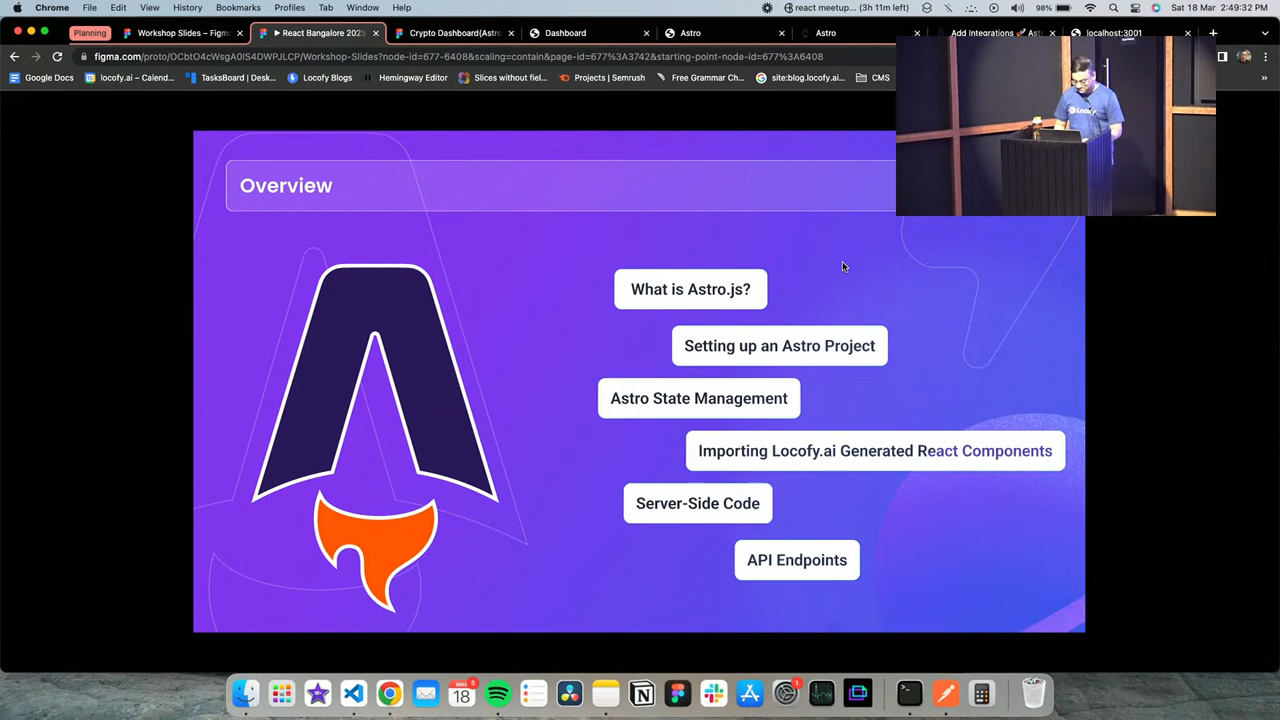 Chrome File Edit View History Bookmarks Profiles Tab Window Help
react meetup... (3h 11m left) 98% Sat 18 Mar 2:49:32 PM
Planning Workshop Slides – Figm React Bangalore 2023 Crypto Dashboard(Astro Dashboard Astro Astro Add Integrations localhost:3001
figma.com/proto/OCbtO4cWsgA0IS4DWPJLCP/Workshop-Slides?node-id=677-6408&scaling=contain&page-id=677%3A3742&starting-point-node-id=677%3A6408
Google Docs locofy.ai – Calend... TasksBoard | Desk... Locofy Blogs Hemingway Editor Slices without fiel... Projects | Semrush Free Grammar Ch... site:blog.locofy.ai... CMS
Locofy
Overview
What is Astro.js?
Setting up an Astro Project
Astro State Management
Importing Locofy.ai Generated React Components
Server-Side Code
API Endpoints
18